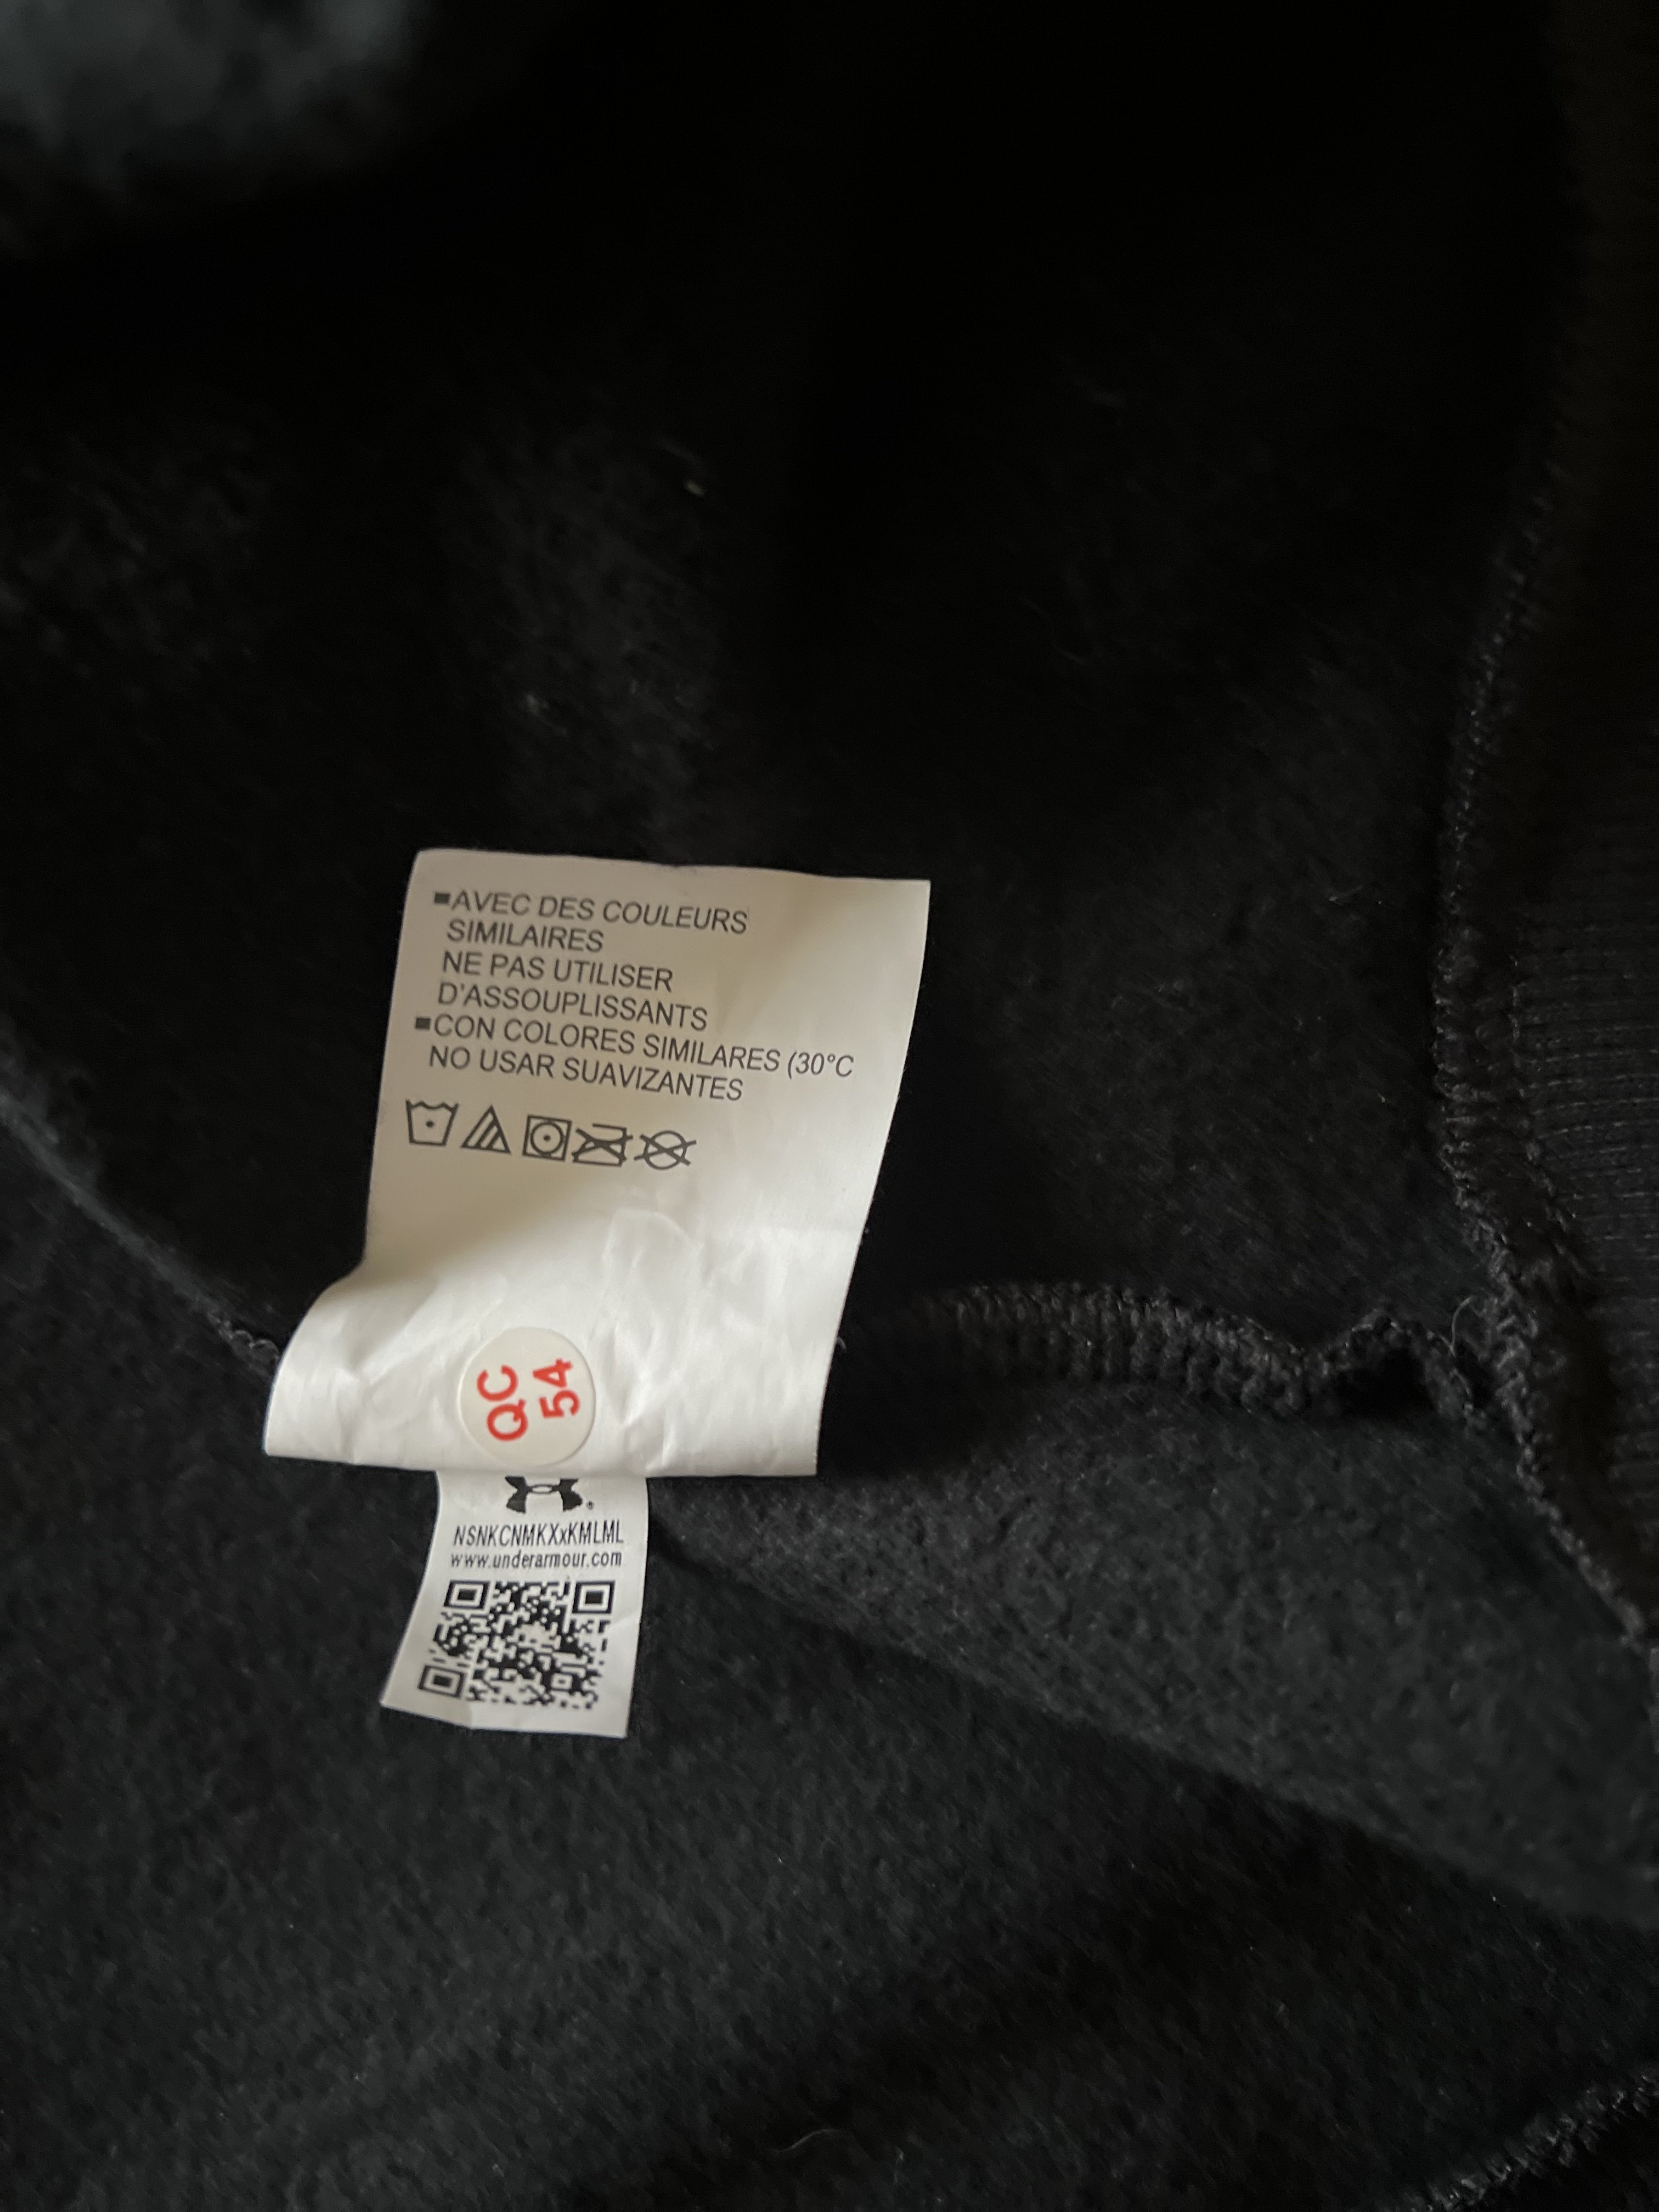 ■AVEC DES COULEURS
SIMILAIRES
NE PAS UTILISER
D'ASSOUPLISSANTS
■CON COLORES SIMILARES (30°C
NO USAR SUAVIZANTES
QC
54
NSNKCNMKXxKMLML
www.underarmour.com